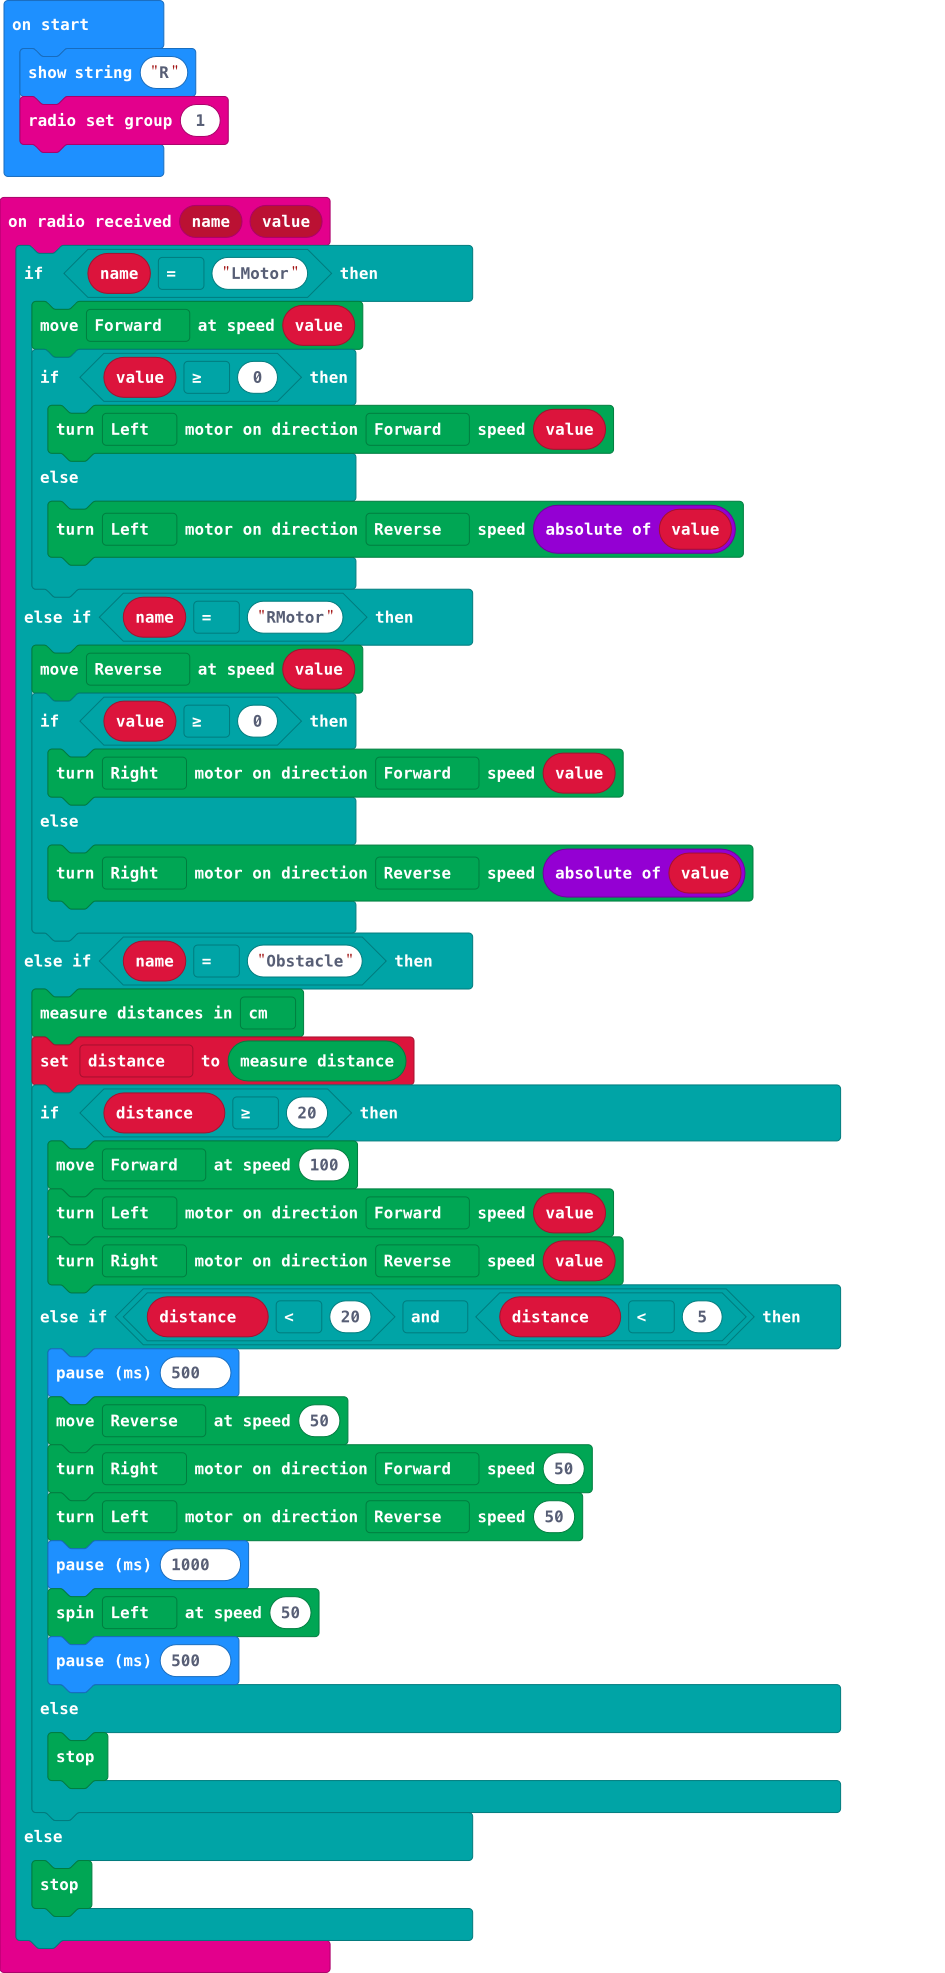 on start
show string "R"
radio set group 1
on radio received name value
if name = "LMotor" then
move Forward at speed value
if value ≥ 0 then
turn Left motor on direction Forward speed value
else
turn Left motor on direction Reverse speed absolute of value
else if name = "RMotor" then
move Reverse at speed value
if value ≥ 0 then
turn Right motor on direction Forward speed value
else
turn Right motor on direction Reverse speed absolute of value
else if name = "Obstacle" then
measure distances in cm
set distance to measure distance
if distance ≥ 20 then
move Forward at speed 100
turn Left motor on direction Forward speed value
turn Right motor on direction Reverse speed value
else if distance < 20 and distance < 5 then
pause (ms) 500
move Reverse at speed 50
turn Right motor on direction Forward speed 50
turn Left motor on direction Reverse speed 50
pause (ms) 1000
spin Left at speed 50
pause (ms) 500
else
stop
else
stop